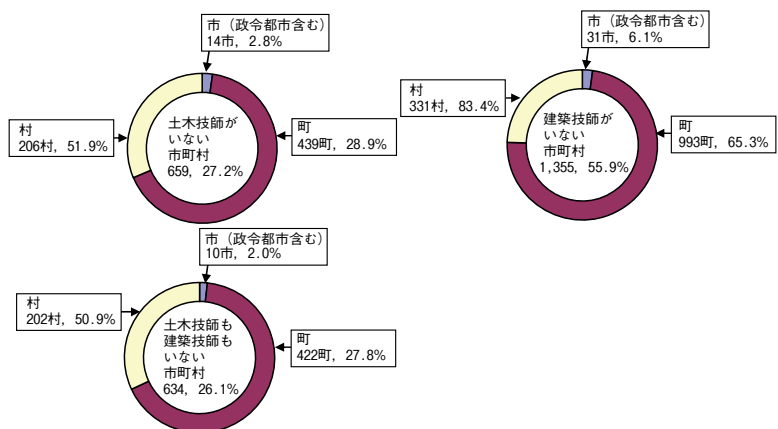 市（政令都市含む）
14市, 2.8%
村
206村, 51.9%
土木技師が
いない
市町村
659, 27.2%
町
439町, 28.9%
市（政令都市含む）
31市, 6.1%
村
331村, 83.4%
建築技師が
いない
市町村
1,355, 55.9%
町
993町, 65.3%
市（政令都市含む）
10市, 2.0%
村
202村, 50.9%
土木技師も
建築技師も
いない
市町村
634, 26.1%
町
422町, 27.8%